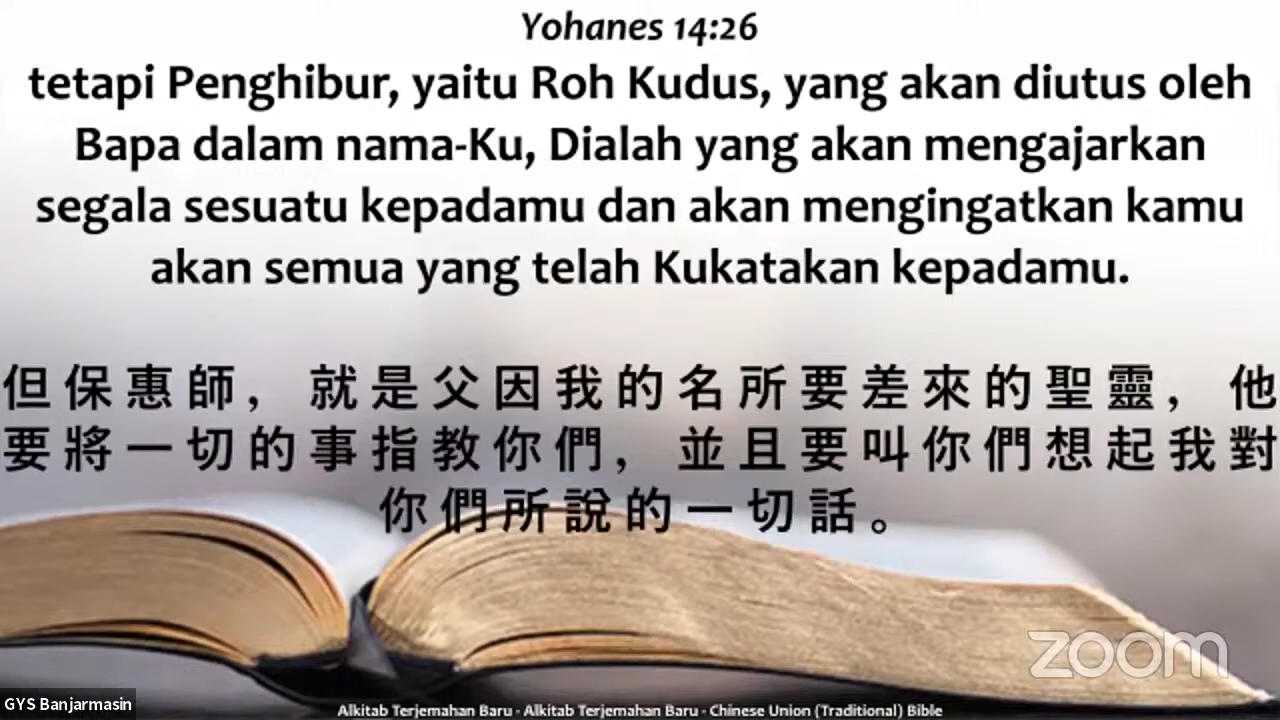 Yohanes 14:26
tetapi Penghibur, yaitu Roh Kudus, yang akan diutus oleh
Bapa dalam nama-Ku, Dialah yang akan mengajarkan
segala sesuatu kepadamu dan akan mengingatkan kamu
akan semua yang telah Kukatakan kepadamu.
但保惠師，就是父因我的名所要差來的聖靈，他
要將一切的事指教你們，並且要叫你們想起我對
你們所說的一切話。
zoom
GYS Banjarmasin
Alkitab Terjemahan Baru - Alkitab Terjemahan Baru - Chinese Union (Traditional) Bible